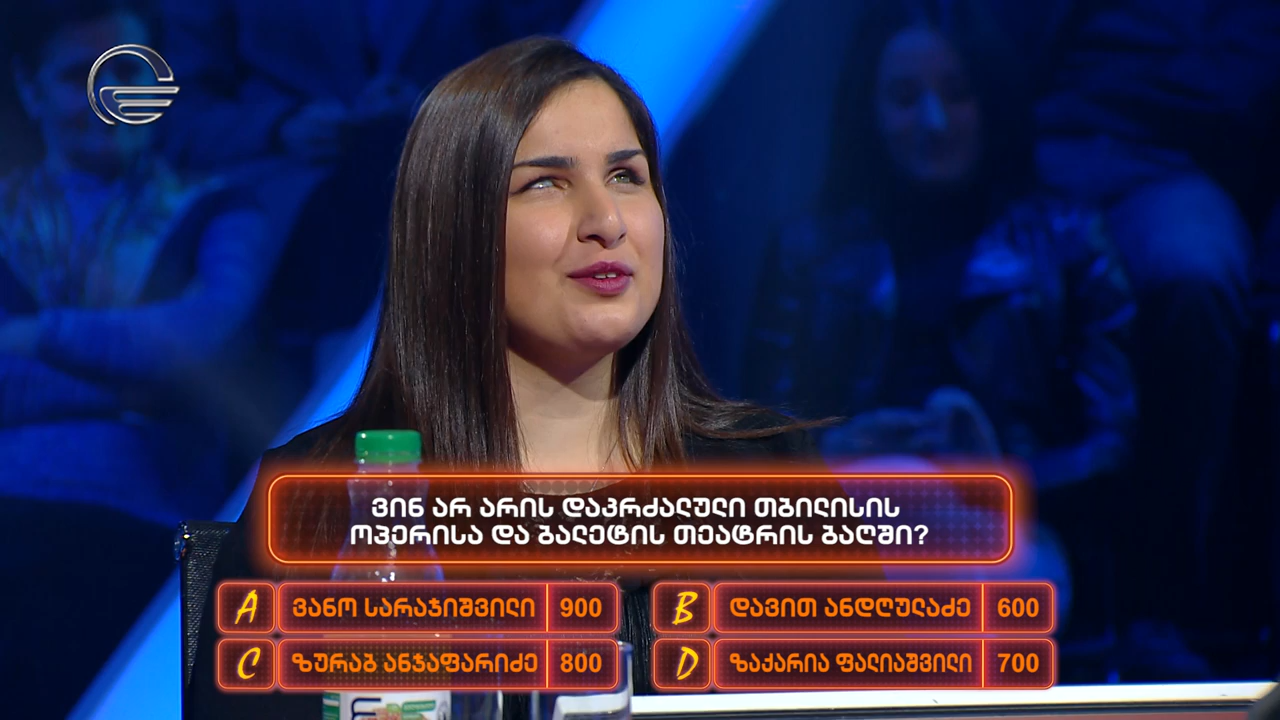 ვინ არ არის დაკრძალული თბილისის
ოპერისა და ბალეტის თეატრის ბაღში?
A ვანო სარაჯიშვილი 900
B დავით ანდღულაძე 600
C ზურაბ ანჯაფარიძე 800
D ზაქარია ფალიაშვილი 700